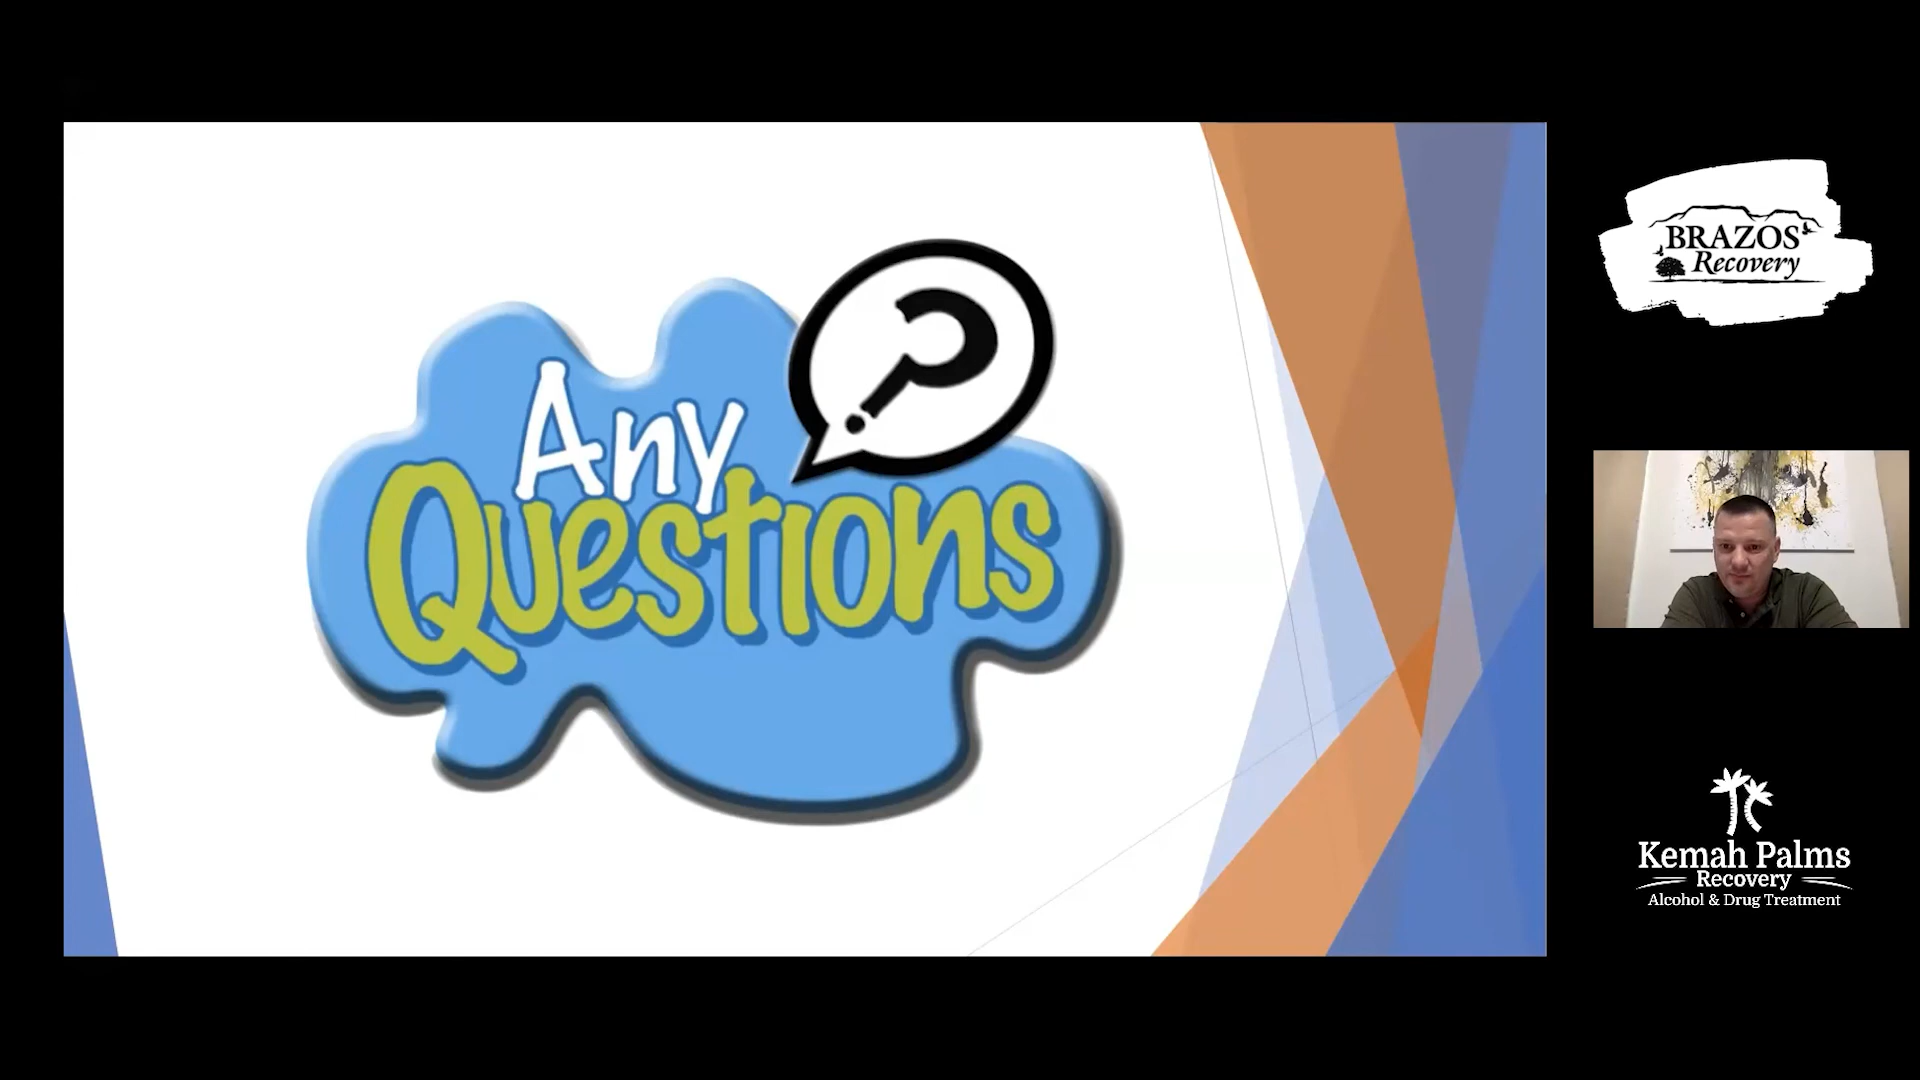 Any
Questions
?
BRAZOS
Recovery
Kemah Palms
Recovery
Alcohol & Drug Treatment